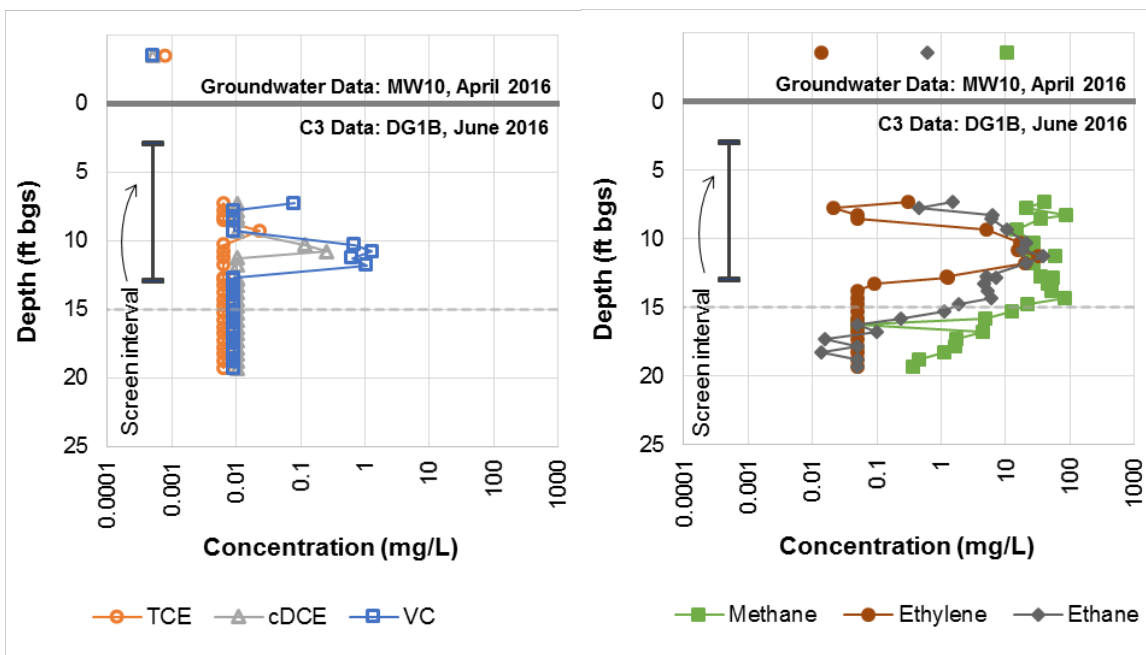 Groundwater Data: MW10, April 2016
C3 Data: DG1B, June 2016
0
5
10
15
20
25
Depth (ft bgs)
Screen interval
0.0001
0.001
0.01
0.1
1
10
100
1000
Concentration (mg/L)
TCE
cDCE
VC
Groundwater Data: MW10, April 2016
C3 Data: DG1B, June 2016
0
5
10
15
20
25
Depth (ft bgs)
Screen interval
0.0001
0.001
0.01
0.1
1
10
100
1000
Concentration (mg/L)
Methane
Ethylene
Ethane